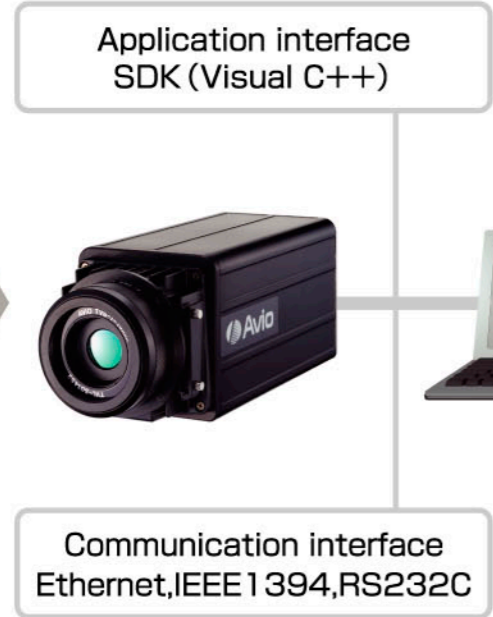 Application interface
SDK (Visual C++)
Avio
Communication interface
Ethernet,IEEE1394,RS232C